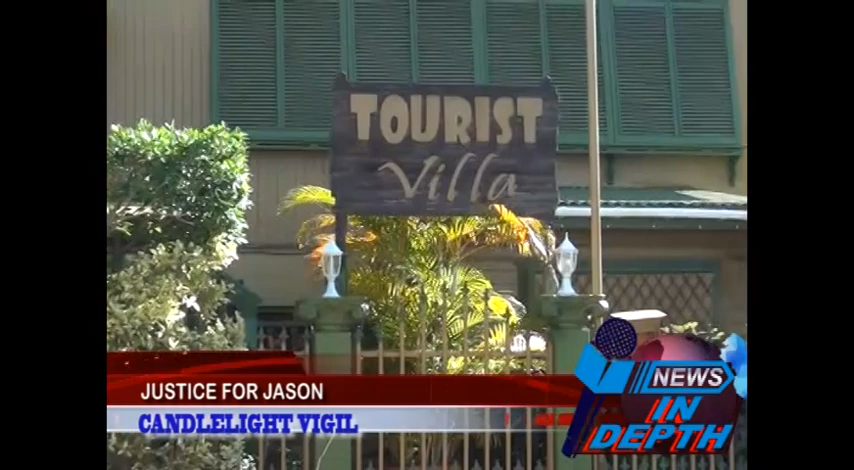 TOURIST
Villa
JUSTICE FOR JASON
CANDLELIGHT VIGIL
NEWS
IN
DEPTH